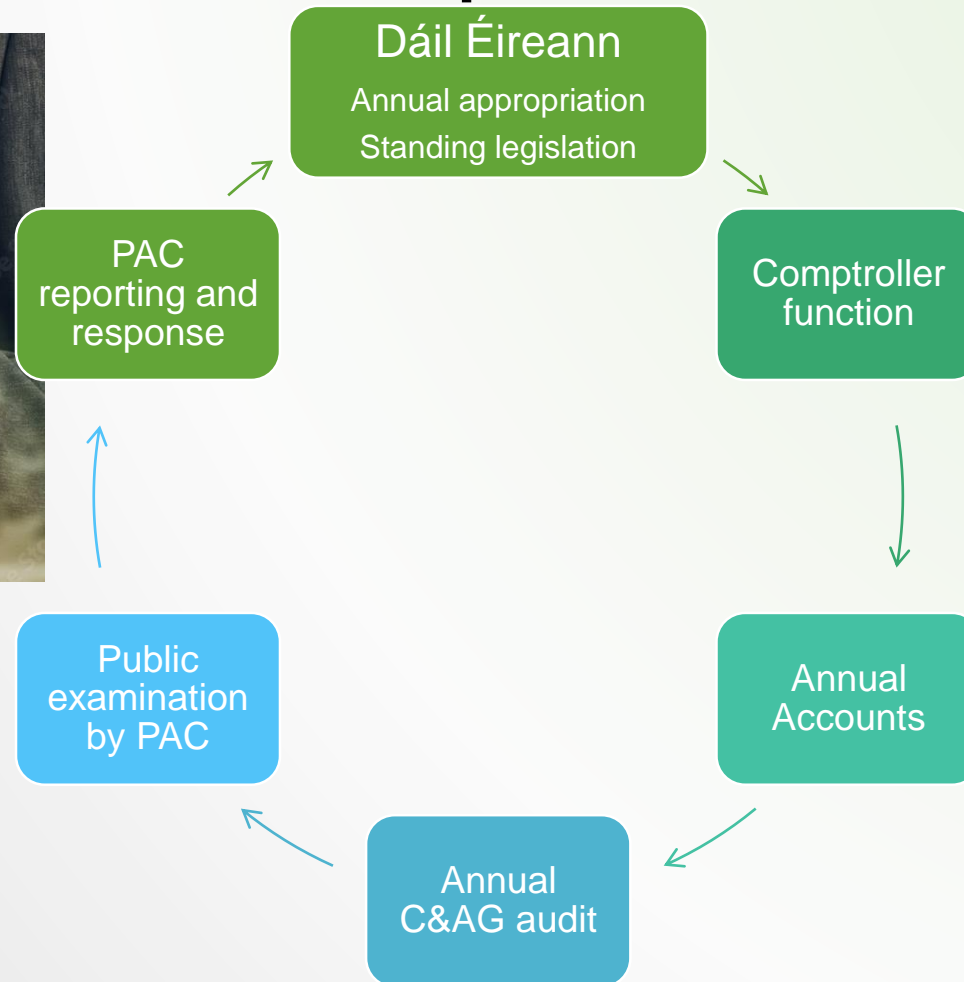 Dáil Éireann
Annual appropriation
Standing legislation
Comptroller
function
Annual
Accounts
Annual
C&AG audit
Public
examination
by PAC
PAC
reporting and
response